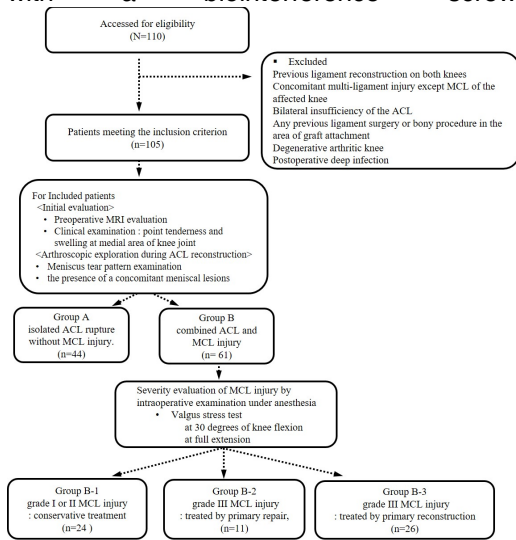 with a biointerference screw
Accessed for eligibility
(N=110)
▪ Excluded
Previous ligament reconstruction on both knees
Concomitant multi-ligament injury except MCL of the
affected knee
Bilateral insufficiency of the ACL
Any previous ligament surgery or bony procedure in the
area of graft attachment
Degenerative arthritic knee
Postoperative deep infection
Patients meeting the inclusion criterion
(n=105)
For Included patients
<Initial evaluation>
• Preoperative MRI evaluation
• Clinical examination : point tenderness and
swelling at medial area of knee joint
<Arthroscopic exploration during ACL reconstruction>
• Meniscus tear pattern examination
• the presence of a concomitant meniscal lesions
Group A
isolated ACL rupture
without MCL injury.
(n=44)
Group B
combined ACL and
MCL injury
(n= 61)
Severity evaluation of MCL injury by
intraoperative examination under anesthesia
• Valgus stress test
at 30 degrees of knee flexion
at full extension
Group B-1
grade I or II MCL injury
: conservative treatment
(n=24 )
Group B-2
grade III MCL injury
: treated by primary repair,
(n=11)
Group B-3
grade III MCL injury
: treated by primary reconstruction
(n=26)